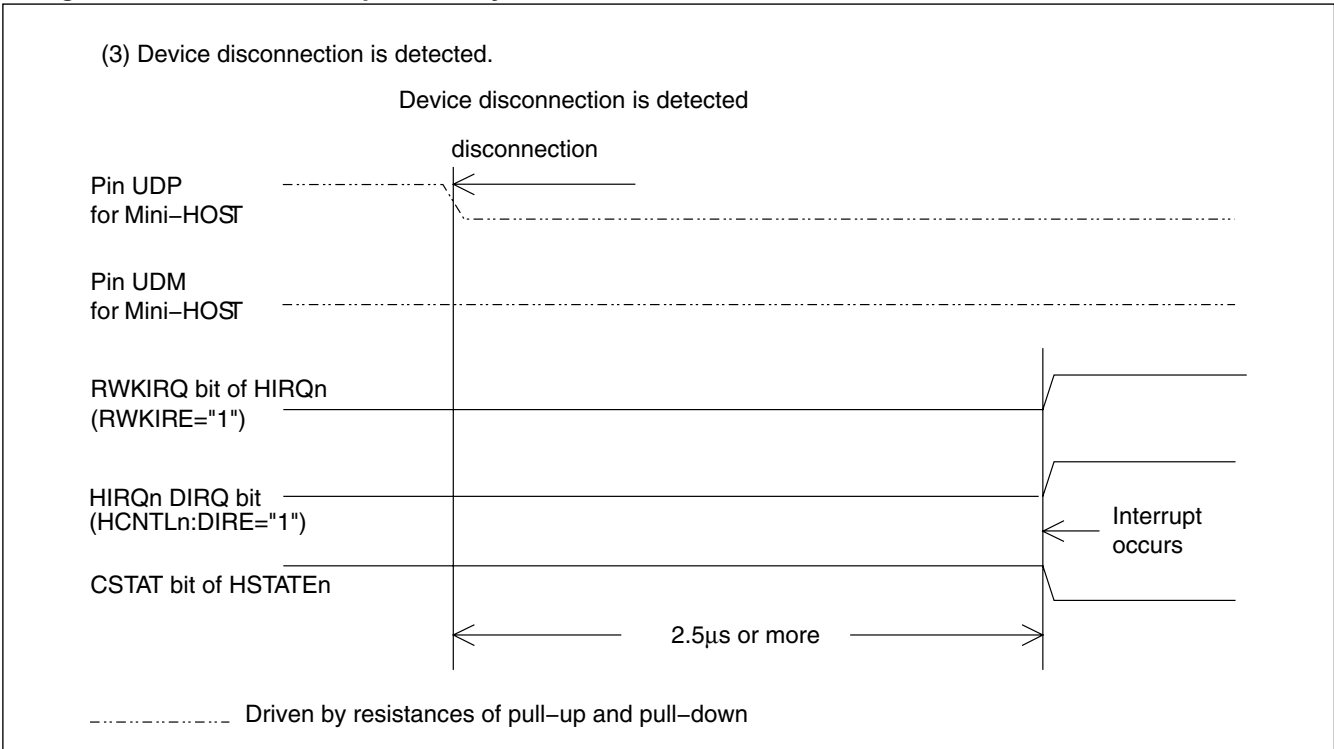 (3) Device disconnection is detected.
Device disconnection is detected
disconnection
Pin UDP
for Mini−HOST
Pin UDM
for Mini−HOST
RWKIRQ bit of HIRQn
(RWKIRE="1")
HIRQn DIRQ bit
(HCNTLn:DIRE="1")
Interrupt
occurs
CSTAT bit of HSTATEn
2.5μs or more
Driven by resistances of pull−up and pull−down